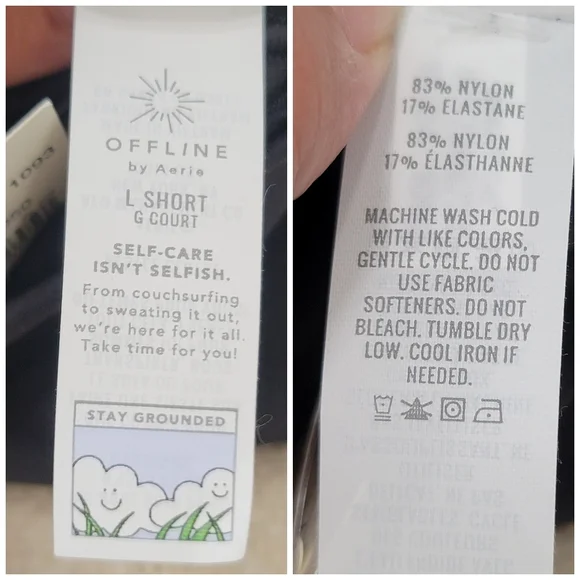 1003
OFFLINE
by Aerie
L SHORT
G COURT
SELF-CARE
ISN'T SELFISH.
From couchsurfing
to sweating it out,
we're here for it all.
Take time for you!
STAY GROUNDED
83% NYLON
17% ELASTANE
83% NYLON
17% ÉLASTHANNE
MACHINE WASH COLD
WITH LIKE COLORS,
GENTLE CYCLE. DO NOT
USE FABRIC
SOFTENERS. DO NOT
BLEACH. TUMBLE DRY
LOW. COOL IRON IF
NEEDED.